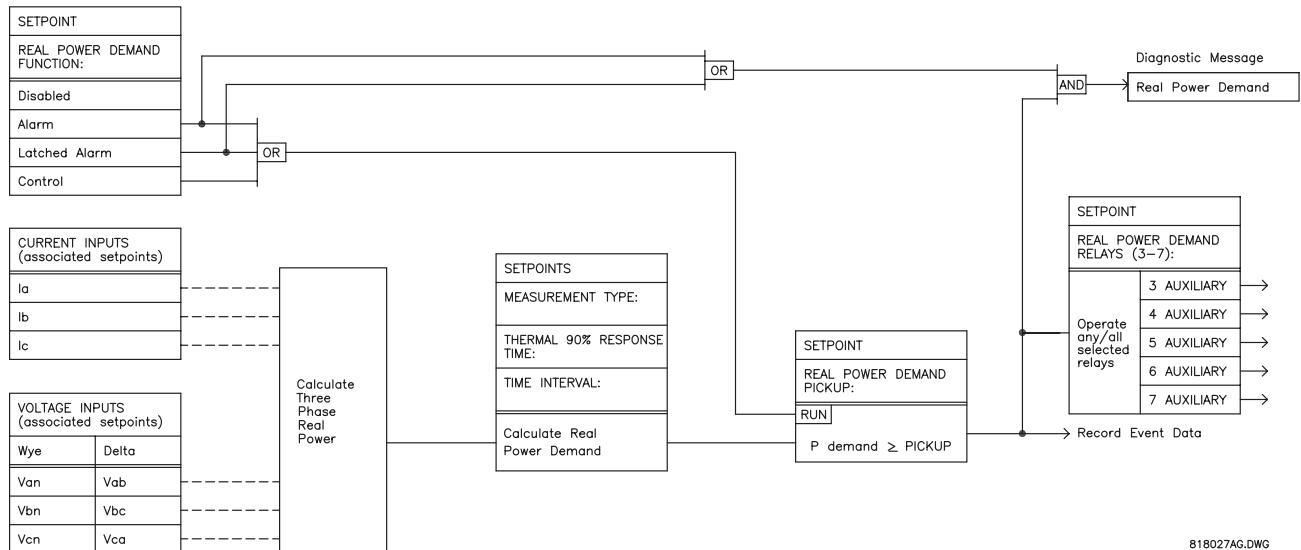 SETPOINT
REAL POWER DEMAND
FUNCTION:
Disabled
Alarm
Latched Alarm
Control
OR
OR
AND
Diagnostic Message
Real Power Demand
CURRENT INPUTS
(associated setpoints)
Ia
Ib
Ic
VOLTAGE INPUTS
(associated setpoints)
Wye Delta
Van Vab
Vbn Vbc
Vcn Vca
Calculate
Three
Phase
Real
Power
SETPOINTS
MEASUREMENT TYPE:
THERMAL 90% RESPONSE
TIME:
TIME INTERVAL:
Calculate Real
Power Demand
SETPOINT
REAL POWER DEMAND
PICKUP:
RUN
P demand ≥ PICKUP
SETPOINT
REAL POWER DEMAND
RELAYS (3-7):
Operate
any/all
selected
relays
3 AUXILIARY
4 AUXILIARY
5 AUXILIARY
6 AUXILIARY
7 AUXILIARY
Record Event Data
818027AG.DWG